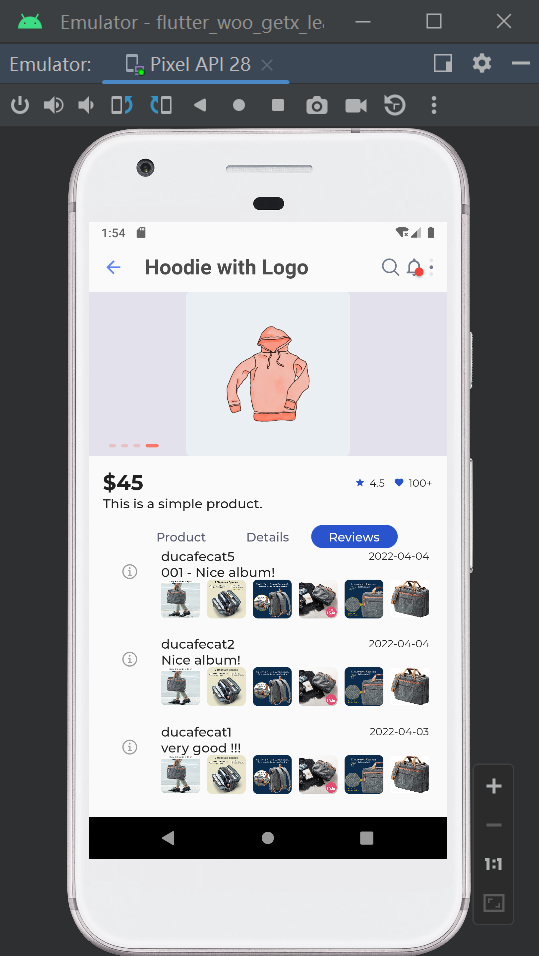 Emulator - flutter_woo_getx_le
Emulator: Pixel API 28
1:54
Hoodie with Logo
$45
4.5 100+
This is a simple product.
Product Details Reviews
ducafecat5 2022-04-04
001 - Nice album!
ducafecat2 2022-04-04
Nice album!
ducafecat1 2022-04-03
very good !!!
1:1